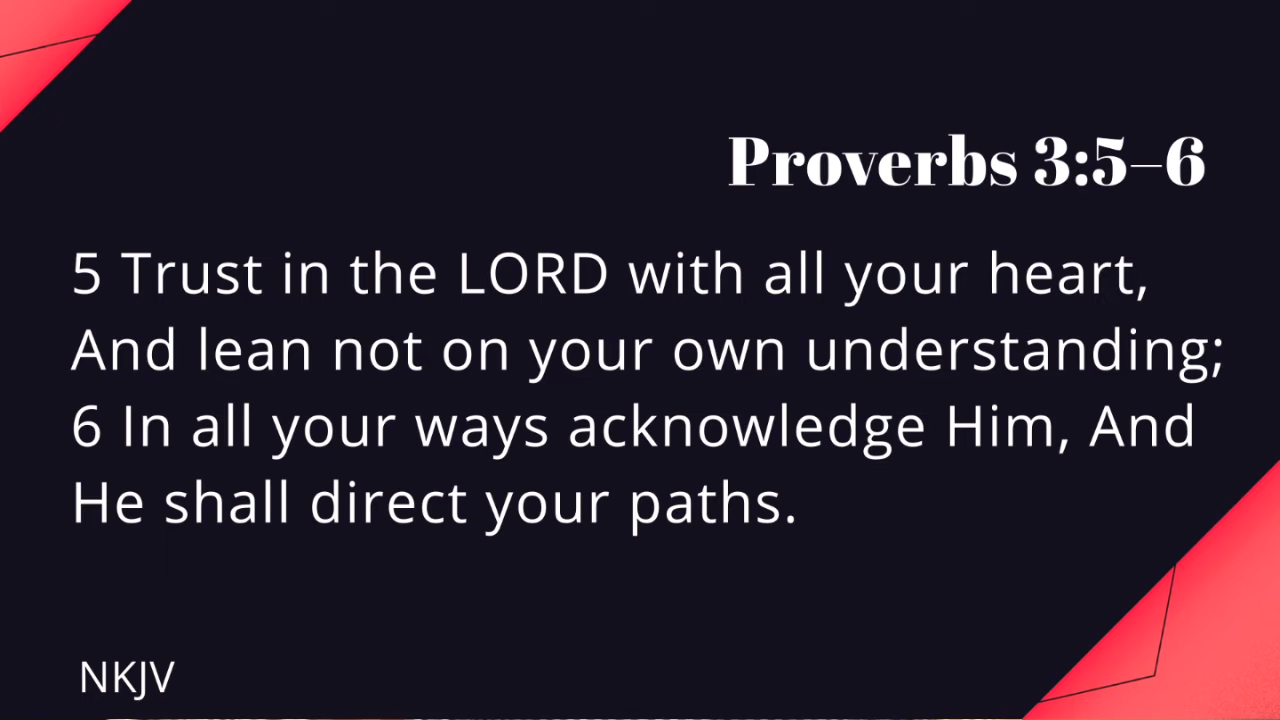 Proverbs 3:5–6
5 Trust in the LORD with all your heart,
And lean not on your own understanding;
6 In all your ways acknowledge Him, And
He shall direct your paths.
NKJV